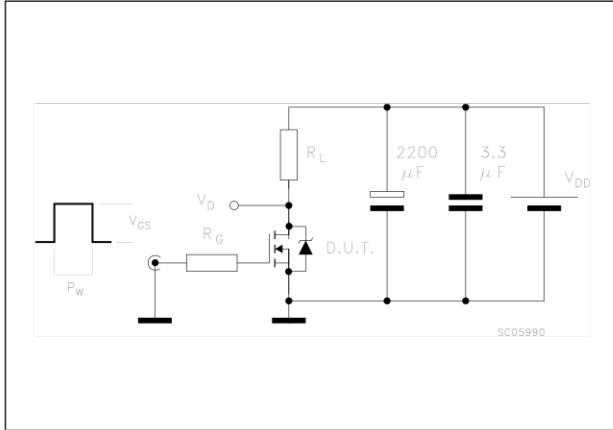 R_L
2200
μF
3.3
μF
V_DD
V_D
V_GS
R_G
D.U.T.
P_W
SC05990